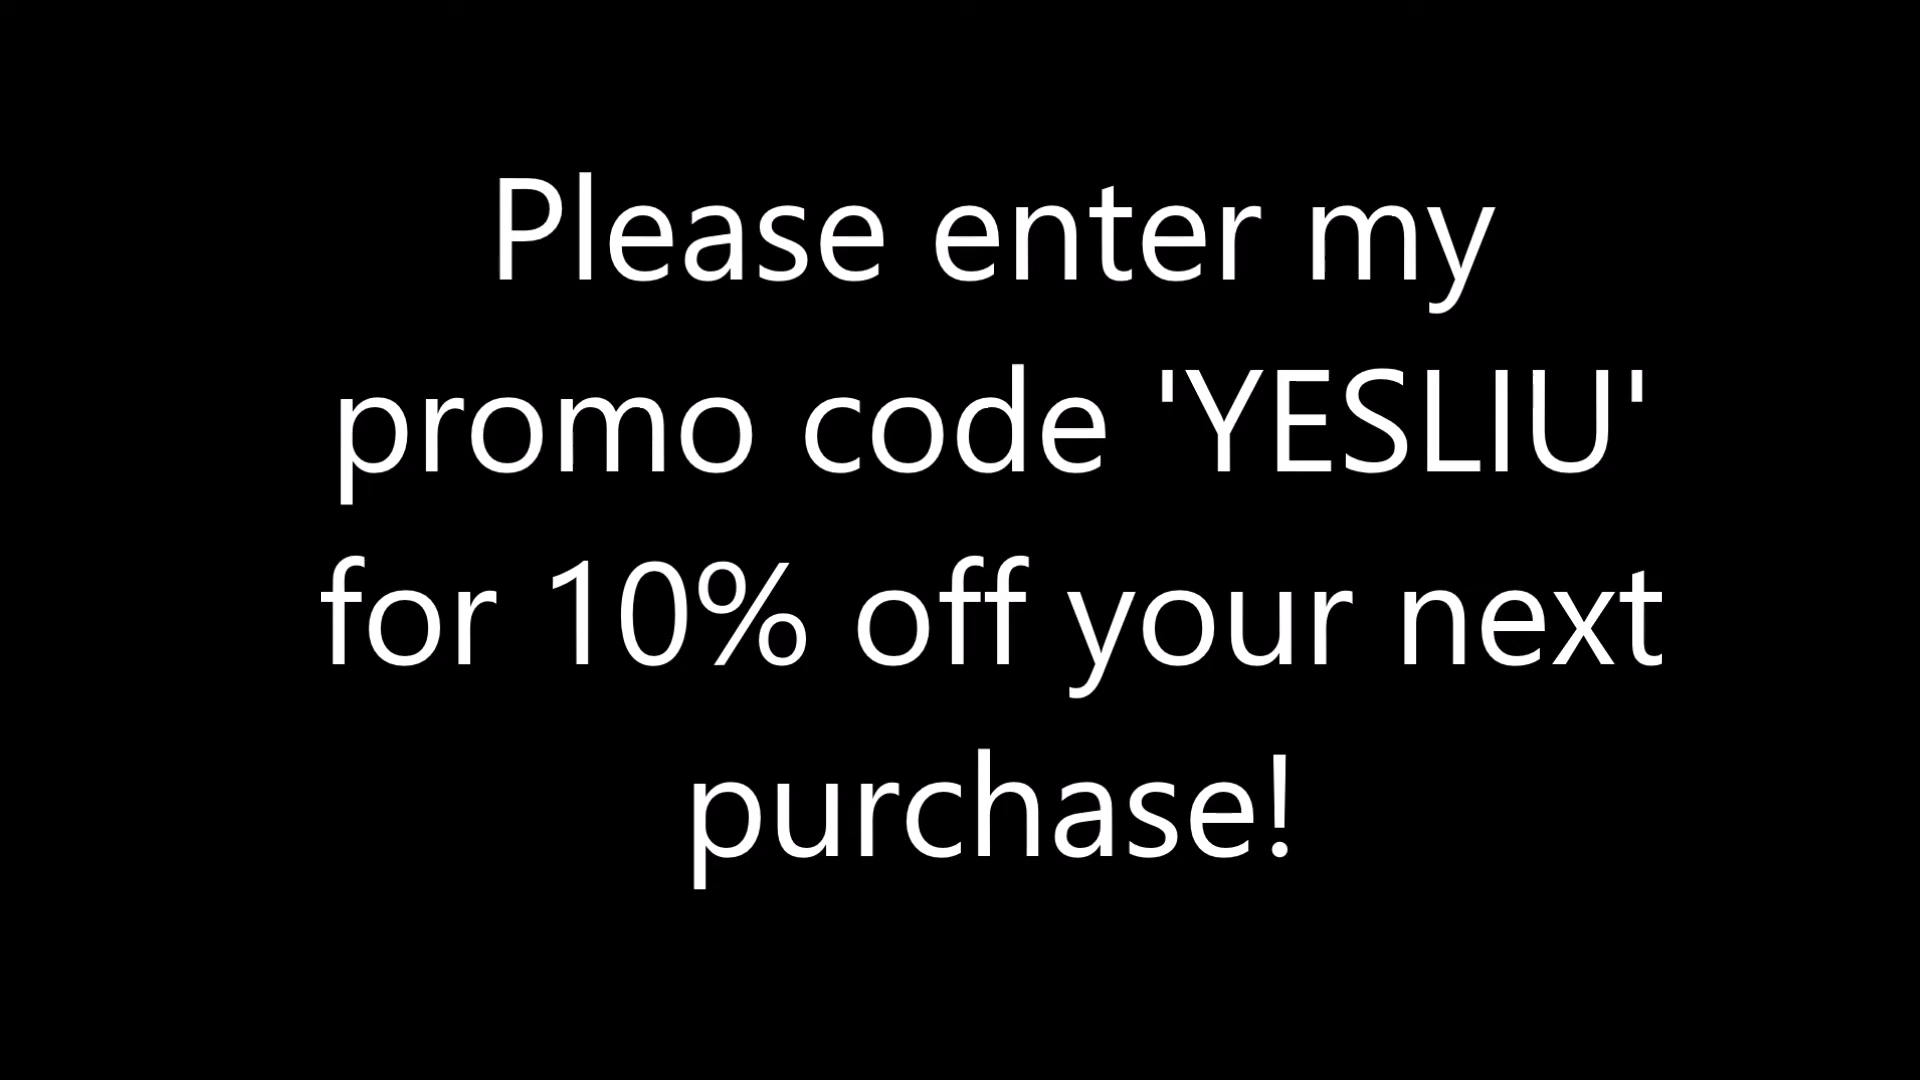 Please enter my
promo code 'YESLIU'
for 10% off your next
purchase!